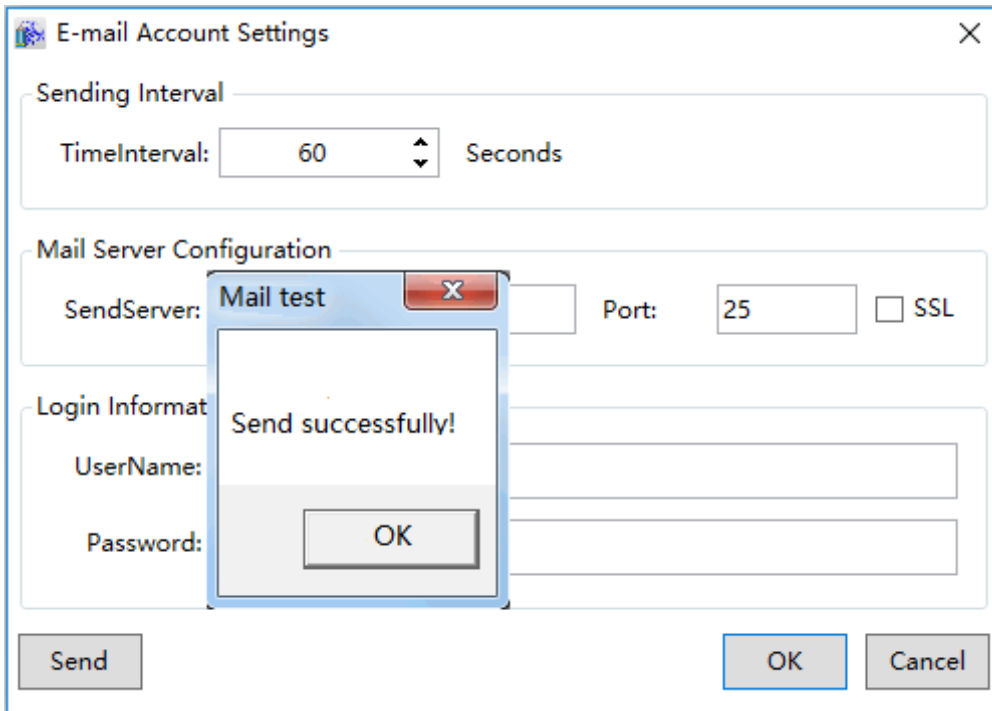 E-mail Account Settings
Sending Interval
TimeInterval: 60 Seconds
Mail Server Configuration
SendServer: Port: 25 SSL
Mail test
Send successfully!
OK
Login Informat
UserName:
Password:
Send OK Cancel